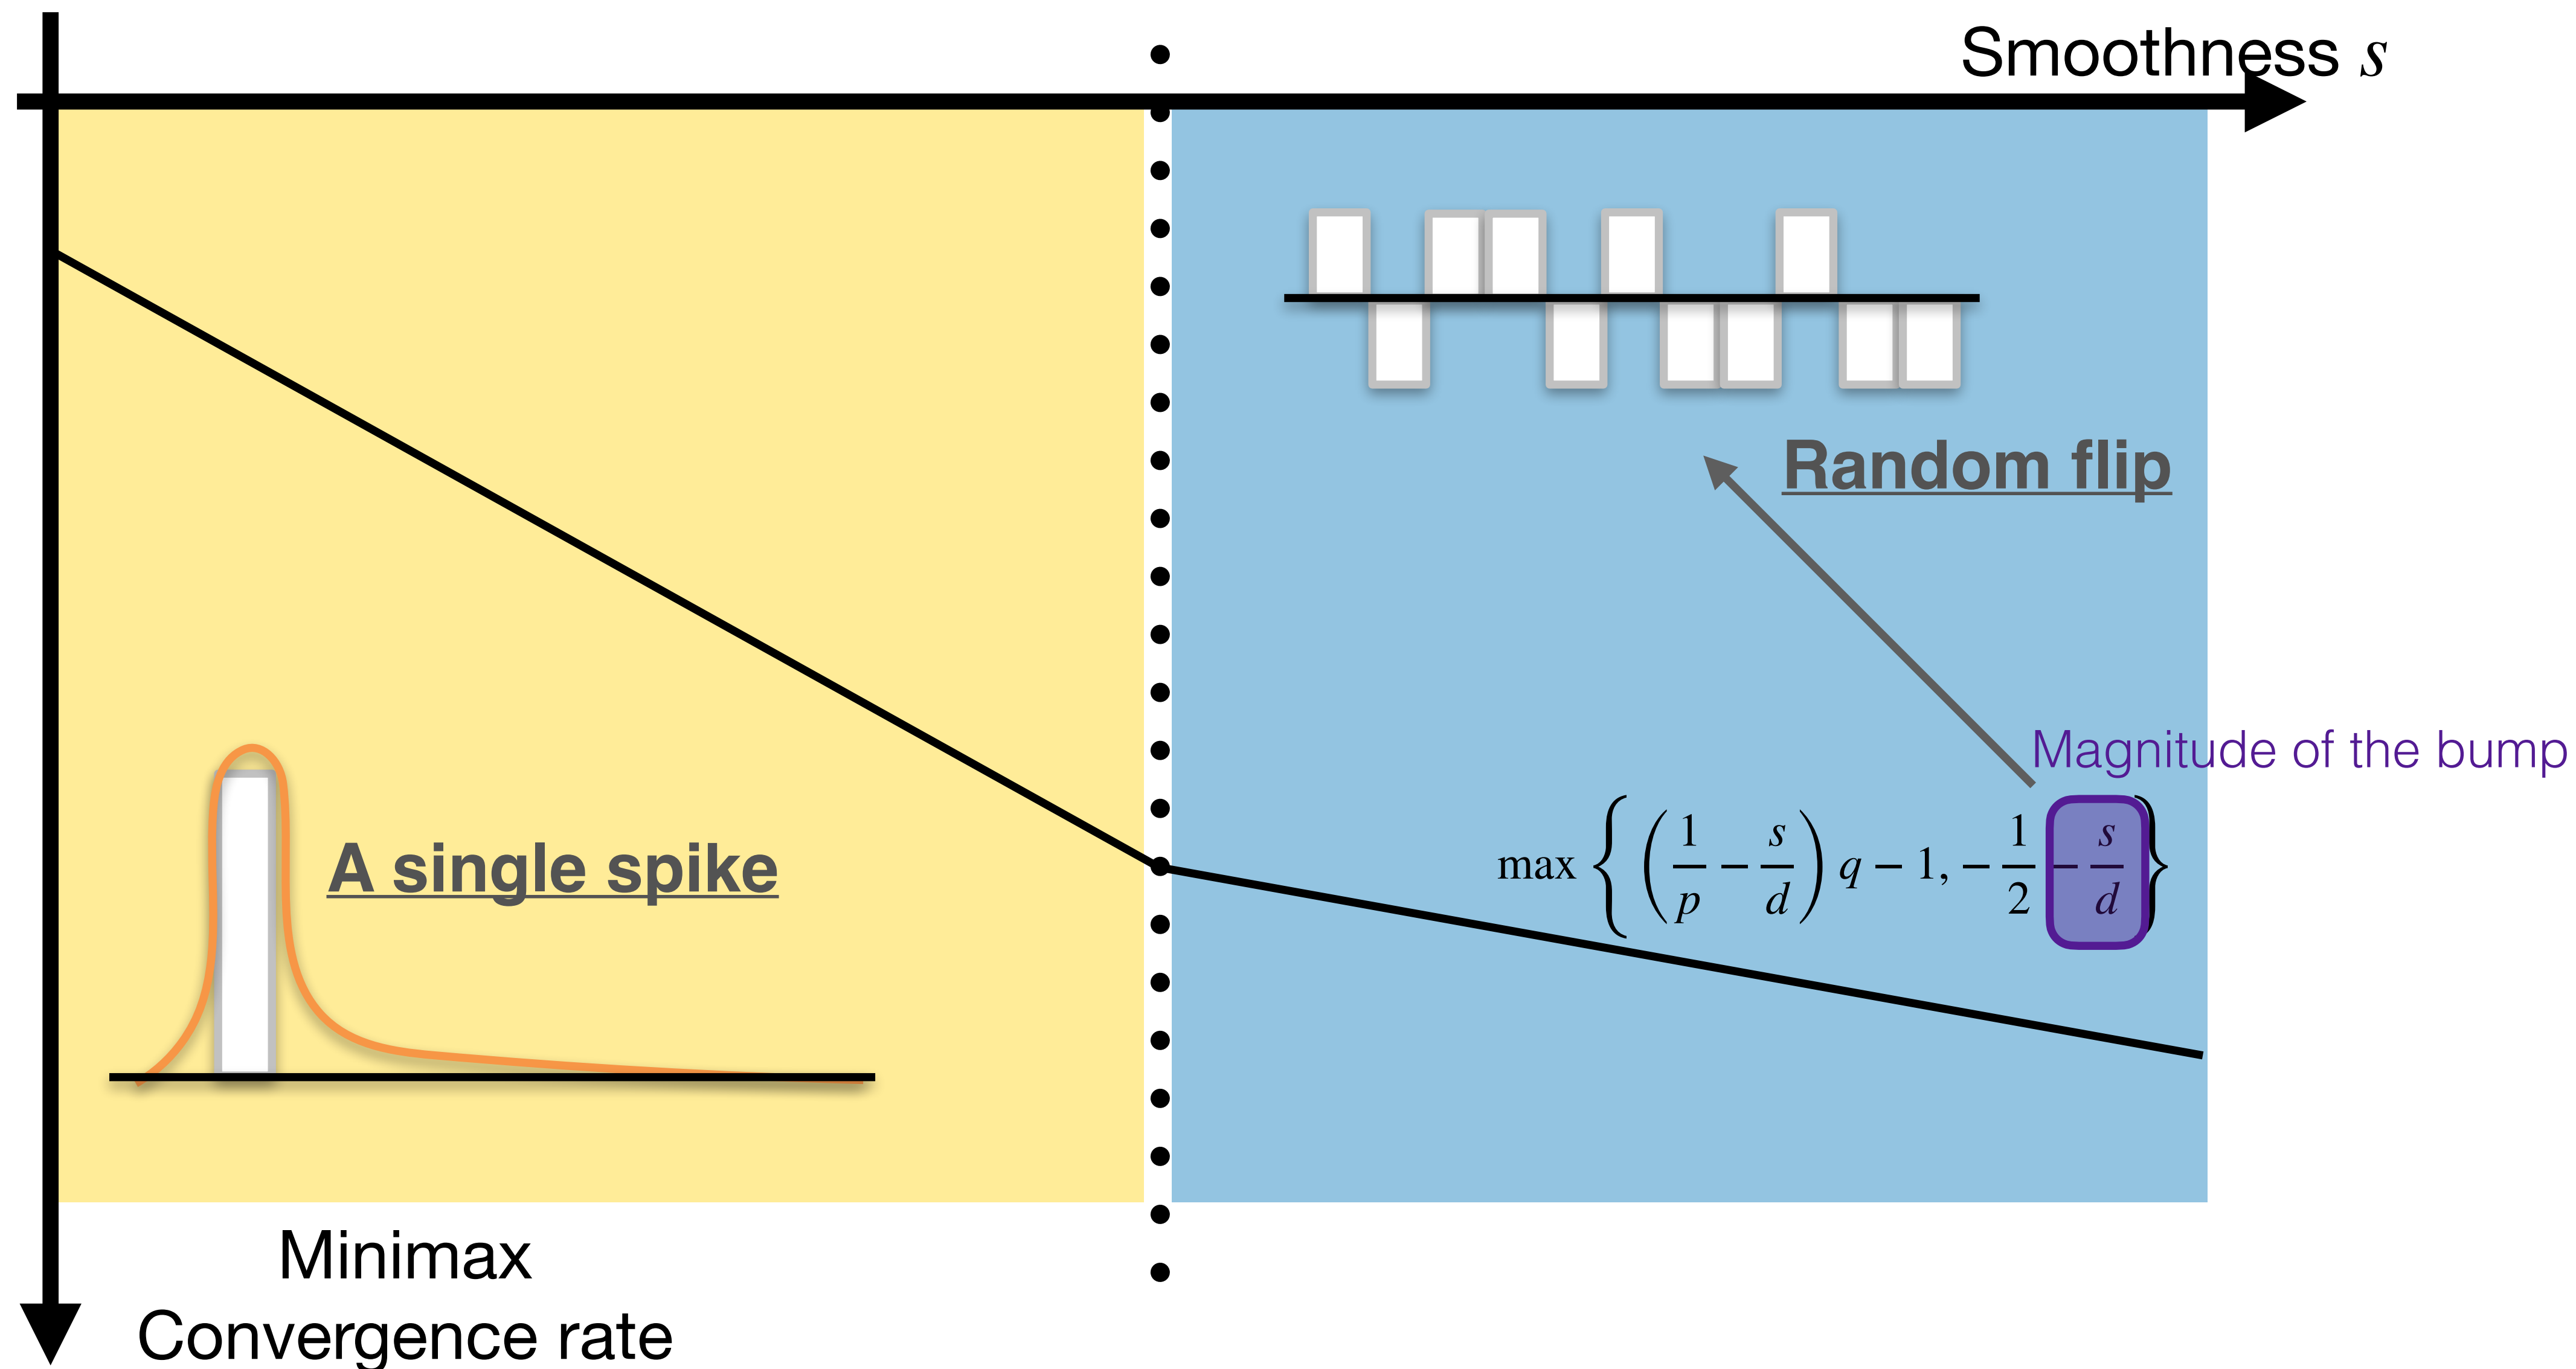 Smoothness s
Random flip
Magnitude of the bump
A single spike
max { ( 1/p − s/d ) q − 1, − 1/2 − s/d }
Minimax
Convergence rate